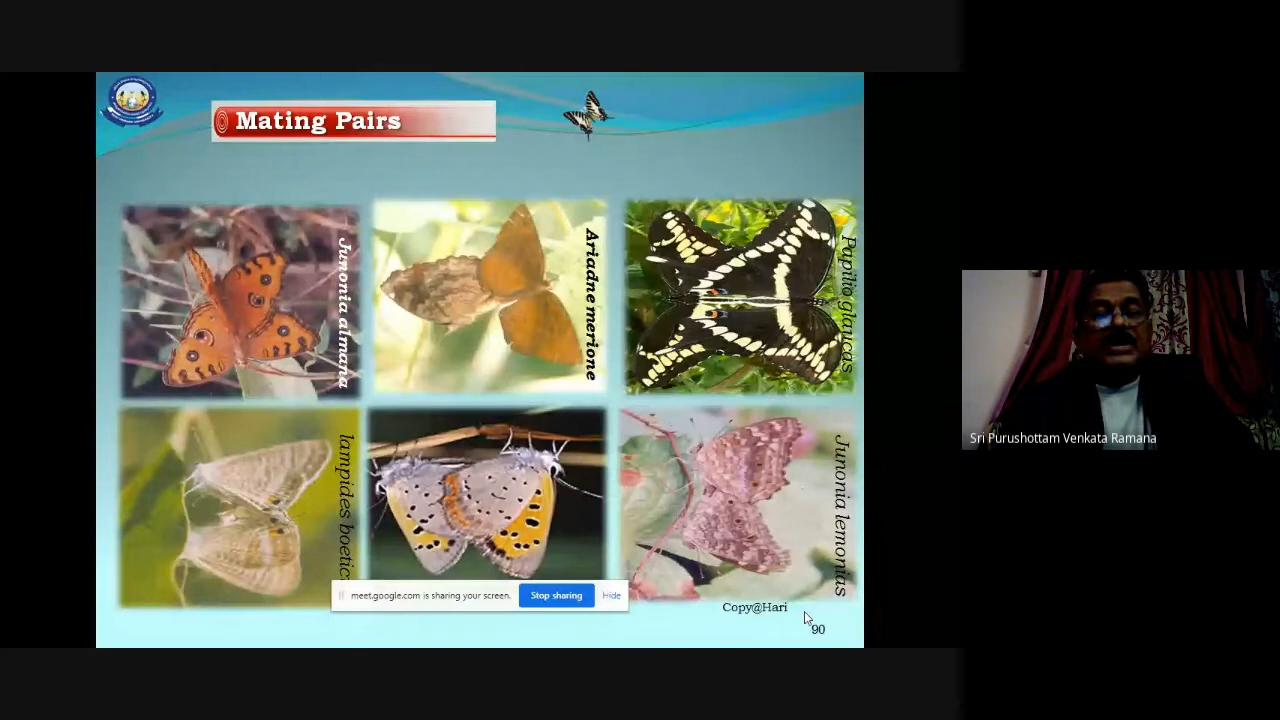 Mating Pairs
Junonia almana
Ariadne merione
Papilio glaucas
lampides boetic
Junonia lemonias
meet.google.com is sharing your screen.
Stop sharing
Hide
Copy@Hari
90
Sri Purushottam Venkata Ramana